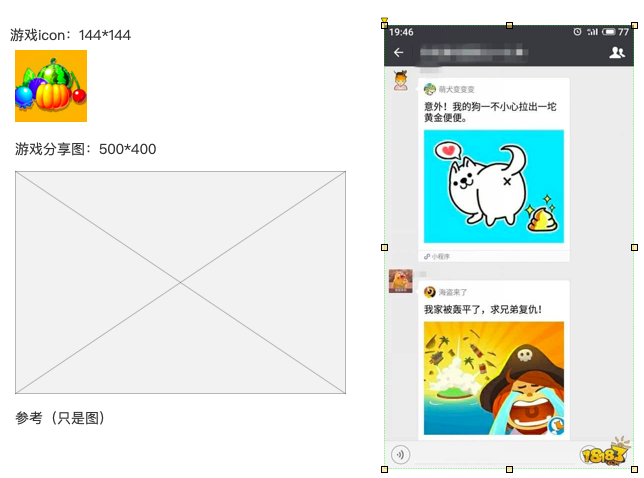 游戏icon：144*144
游戏分享图：500*400
参考（只是图）
19:46
77
萌犬变变变
意外！我的狗一不小心拉出一坨
黄金便便。
小程序
海盗来了
我家被轰平了，求兄弟复仇！
18183
.com